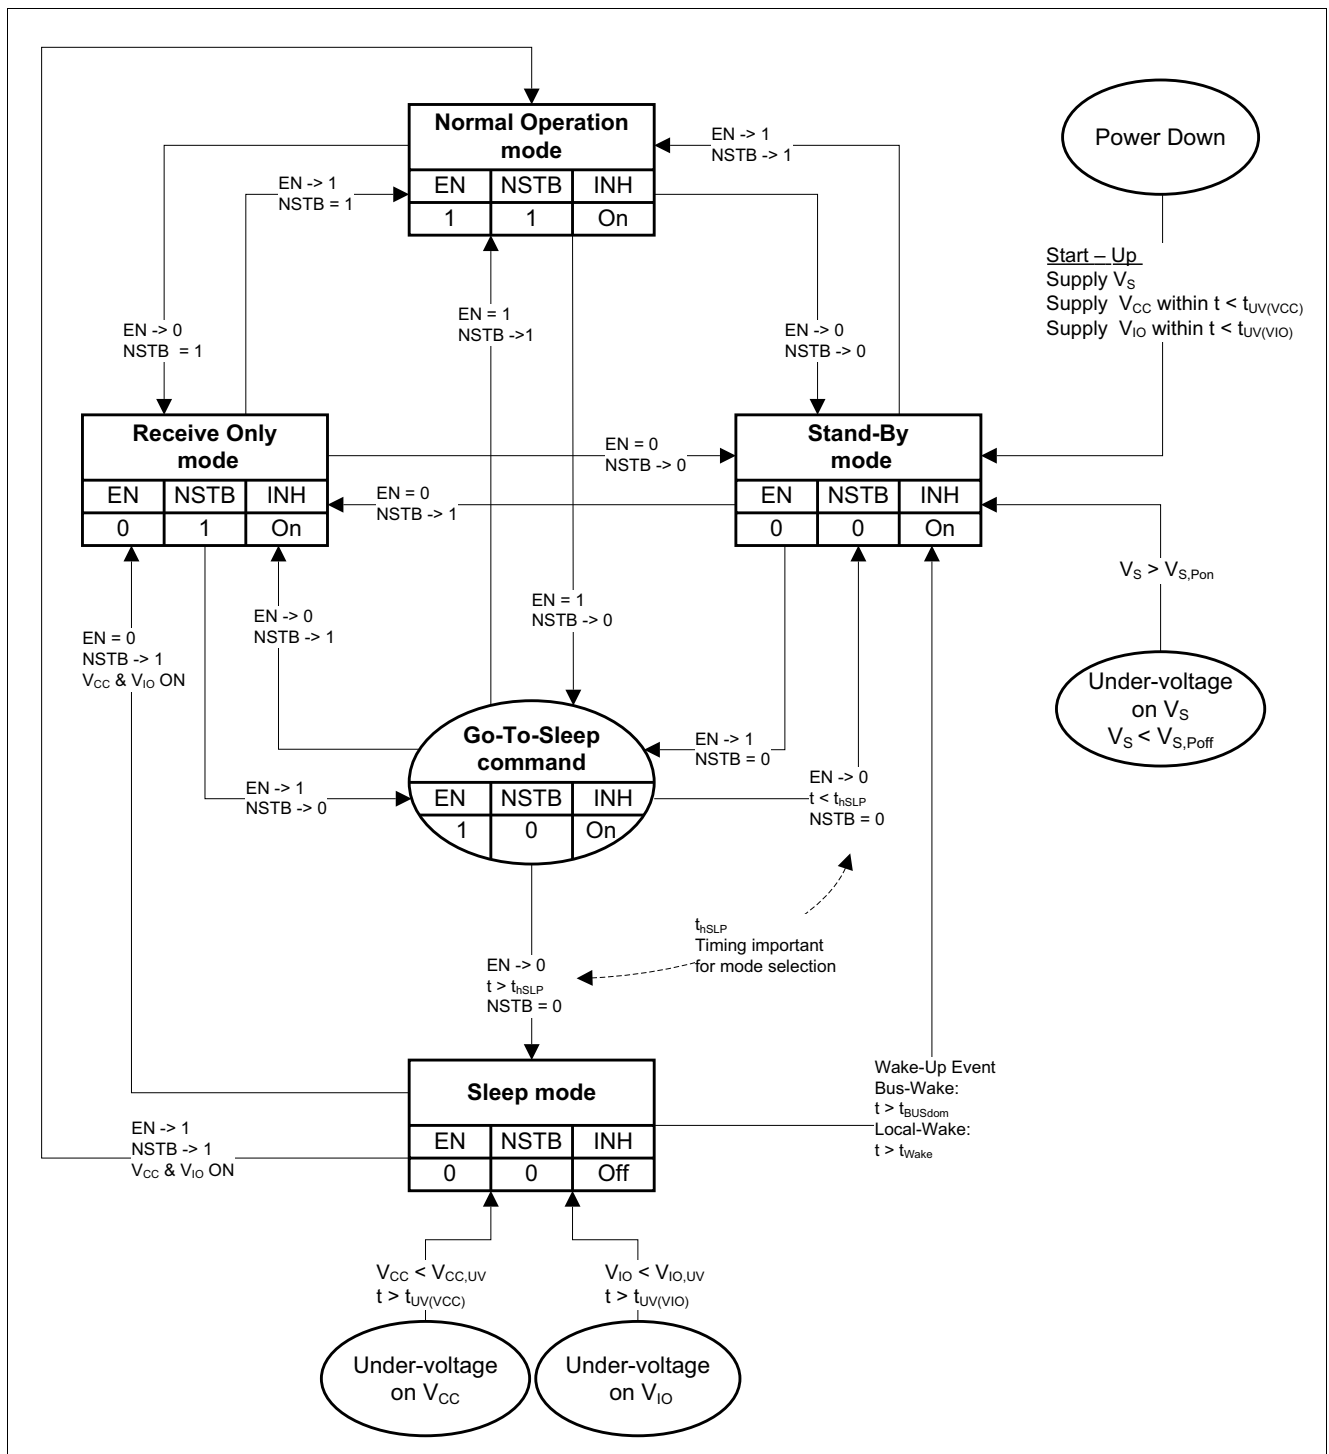 Normal Operation
mode
EN NSTB INH
1 1 On
Power Down
EN -> 1
NSTB -> 1
EN -> 1
NSTB = 1
Start – Up
Supply VS
Supply VCC within t < tUV(VCC)
Supply VIO within t < tUV(VIO)
EN -> 0
NSTB = 1
EN = 1
NSTB ->1
EN -> 0
NSTB -> 0
Receive Only
mode
EN NSTB INH
0 1 On
EN = 0
NSTB -> 0
EN = 0
NSTB -> 1
Stand-By
mode
EN NSTB INH
0 0 On
VS > VS,Pon
EN = 0
NSTB -> 1
VCC & VIO ON
EN -> 0
NSTB -> 1
EN = 1
NSTB -> 0
Under-voltage
on VS
VS < VS,Poff
Go-To-Sleep
command
EN NSTB INH
1 0 On
EN -> 1
NSTB = 0
EN -> 1
NSTB -> 0
EN -> 0
t < thSLP
NSTB = 0
thSLP
Timing important
for mode selection
EN -> 0
t > thSLP
NSTB = 0
Sleep mode
EN NSTB INH
0 0 Off
Wake-Up Event
Bus-Wake:
t > tBUSdom
Local-Wake:
t > tWake
EN -> 1
NSTB -> 1
VCC & VIO ON
VCC < VCC,UV
t > tUV(VCC)
VIO < VIO,UV
t > tUV(VIO)
Under-voltage
on VCC
Under-voltage
on VIO